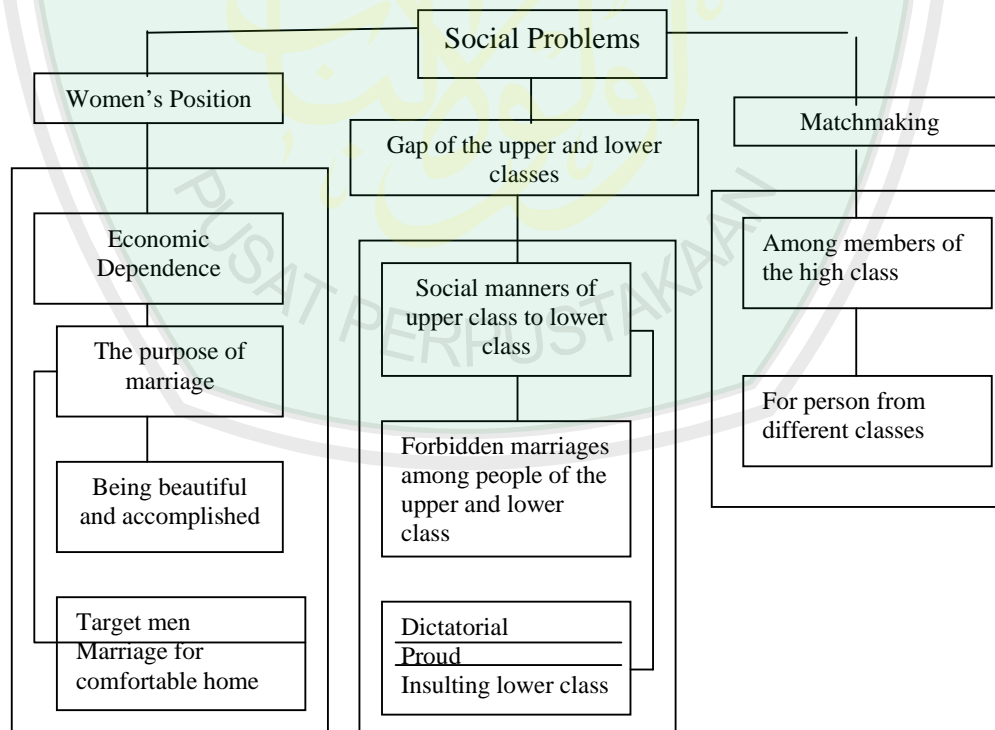 Social Problems
Women's Position
Gap of the upper and lower
classes
Matchmaking
Economic
Dependence
The purpose of
marriage
Being beautiful
and accomplished
Target men
Marriage for
comfortable home
Social manners of
upper class to lower
class
Forbidden marriages
among people of the
upper and lower
class
Dictatorial
Proud
Insulting lower class
Among members of
the high class
For person from
different classes
PUSAT PERPUSTAKAAN